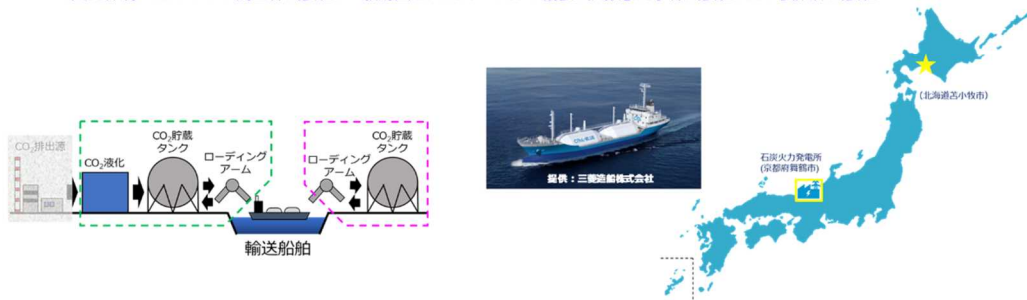 CO₂排出源
CO₂液化
CO₂貯蔵
タンク
ローディング
アーム
ローディング
アーム
CO₂貯蔵
タンク
輸送船舶
提供：三菱造船株式会社
（北海道苫小牧市）
石炭火力発電所
(京都府舞鶴市)